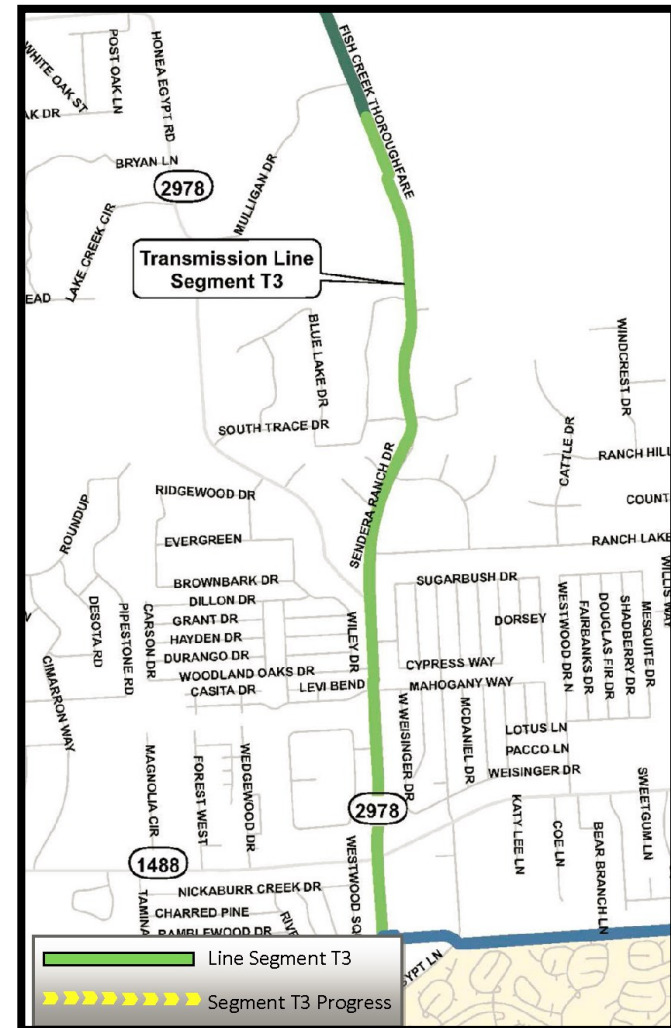 WHITE OAK ST
POST OAK LN
HONEA EGYPT RD
FISH CREEK THOROUGHFARE
AK DR
BRYAN LN
2978
MULLIGAN DR
LAKE CREEK CIR
Transmission Line
Segment T3
EAD
BLUE LAKE DR
WINDCREST DR
SOUTH TRACE DR
CATTLE DR
RANCH HILL
RIDGEWOOD DR
SENDERA RANCH DR
COUNT
ROUNDUP
EVERGREEN
RANCH LAKE
BROWNBARK DR
SUGARBUSH DR
WILLIS WAY
DILLON DR
DESOTA RD
PIPESTONE RD
CARSON DR
GRANT DR
WILEY DR
DORSEY
WESTWOOD DR N
FAIRBANKS DR
DOUGLAS FIR DR
SHADBERRY DR
MESQUITE DR
HAYDEN DR
DURANGO DR
CYPRESS WAY
WOODLAND OAKS DR
CIMARRON WAY
CASITA DR
LEVI BEND
MAHOGANY WAY
W WEISINGER DR
MCDANIEL DR
LOTUS LN
MAGNOLIA CIR
FOREST WEST
WEDGEWOOD DR
PACCO LN
WEISINGER DR
2978
KATY LEE LN
COE LN
BEAR BRANCH LN
SWEETGUM LN
1488
WESTWOOD SQ
NICKABURR CREEK DR
TAMINA
CHARRED PINE
RIVE
RAMBLEWOOD DR
YPT LN
Line Segment T3
Segment T3 Progress